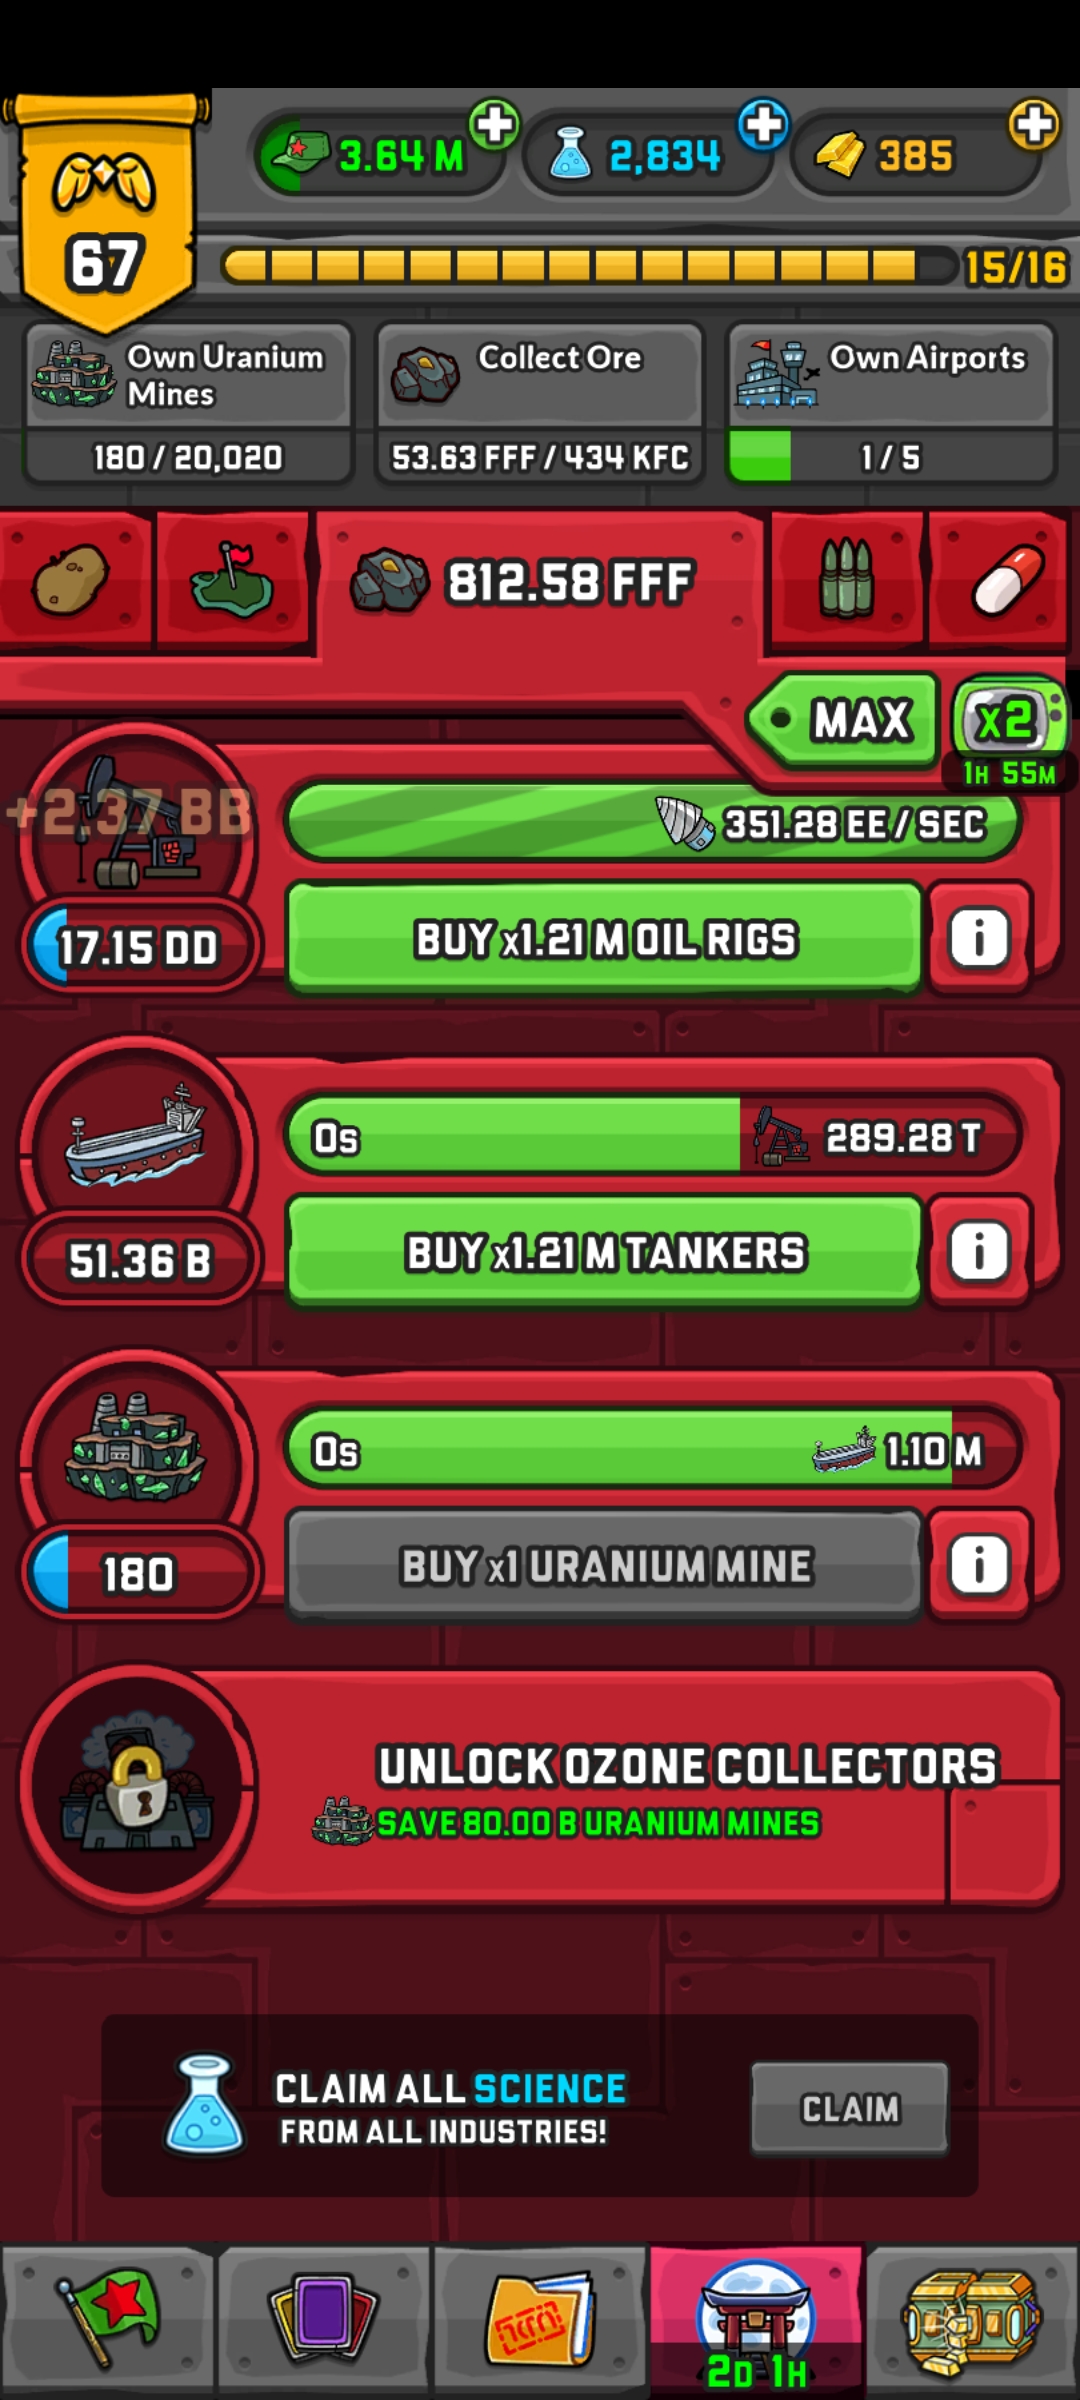 3.64 M
2,834
385
67
15/16
Own Uranium
Mines
180 / 20,020
Collect Ore
53.63 FFF / 434 KFC
Own Airports
1 / 5
812.58 FFF
MAX
x2
1H 55M
+2.37 BB
351.28 EE / SEC
17.15 DD
BUY x1.21 M OIL RIGS
i
0s
289.28 T
51.36 B
BUY x1.21 M TANKERS
i
0s
1.10 M
180
BUY x1 URANIUM MINE
i
UNLOCK OZONE COLLECTORS
SAVE 80.00 B URANIUM MINES
CLAIM ALL SCIENCE
FROM ALL INDUSTRIES!
CLAIM
2D 1H